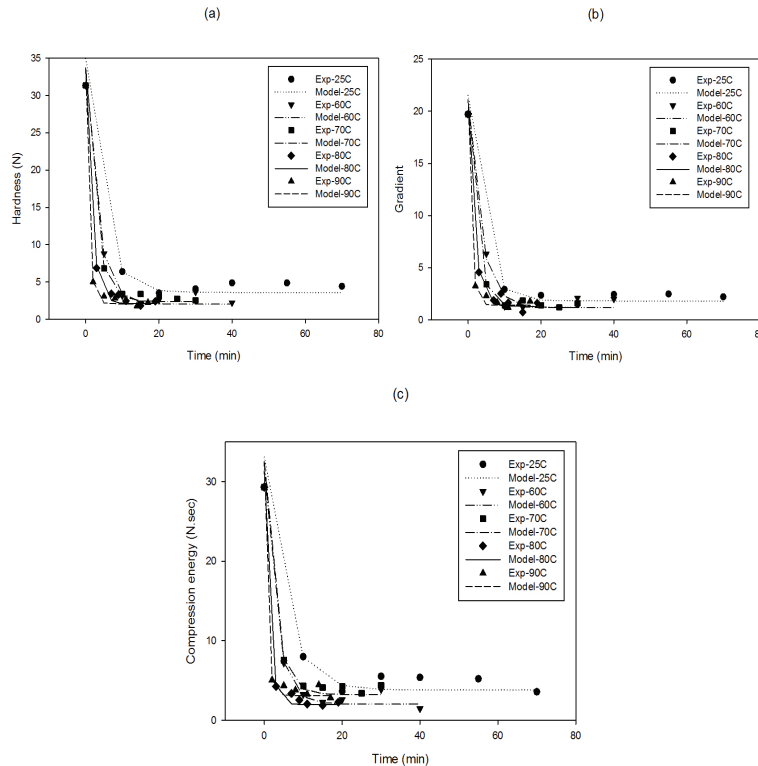 (a)
(b)
35
30
25
20
15
10
5
0
Hardness (N)
0
20
40
60
80
Time (min)
Exp-25C
Model-25C
Exp-60C
Model-60C
Exp-70C
Model-70C
Exp-80C
Model-80C
Exp-90C
Model-90C
25
20
15
10
5
0
Gradient
0
20
40
60
80
Time (min)
Exp-25C
Model-25C
Exp-60C
Model-60C
Exp-70C
Model-70C
Exp-80C
Model-80C
Exp-90C
Model-90C
(c)
30
20
10
0
Compression energy (N.sec)
0
20
40
60
80
Time (min)
Exp-25C
Model-25C
Exp-60C
Model-60C
Exp-70C
Model-70C
Exp-80C
Model-80C
Exp-90C
Model-90C